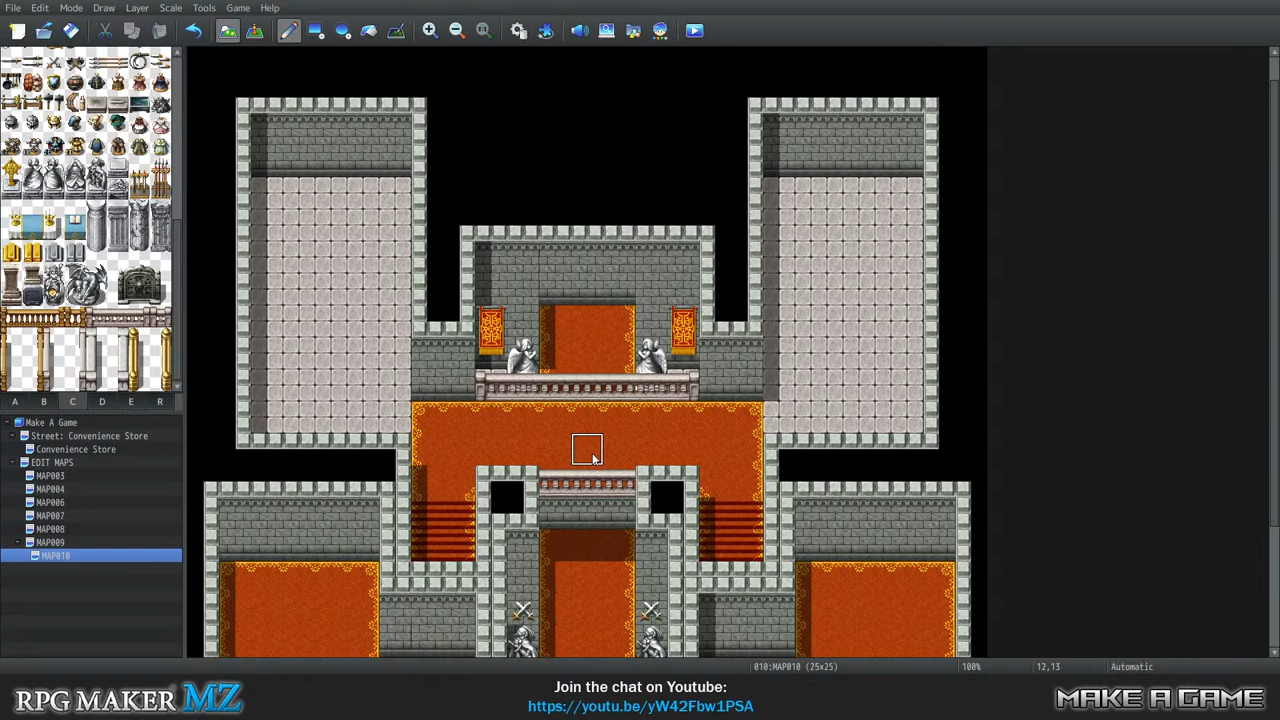 File Edit Mode Draw Layer Scale Tools Game Help
A B C D E R
Make A Game
Street: Convenience Store
Convenience Store
EDIT MAPS
MAP003
MAP004
MAP006
MAP007
MAP008
MAP009
MAP010
010:MAP010 (25x25) 100% 12,13 Automatic
RPG MAKER MZ
Join the chat on Youtube:
https://youtu.be/yW42Fbw1PSA
MAKE A GAME